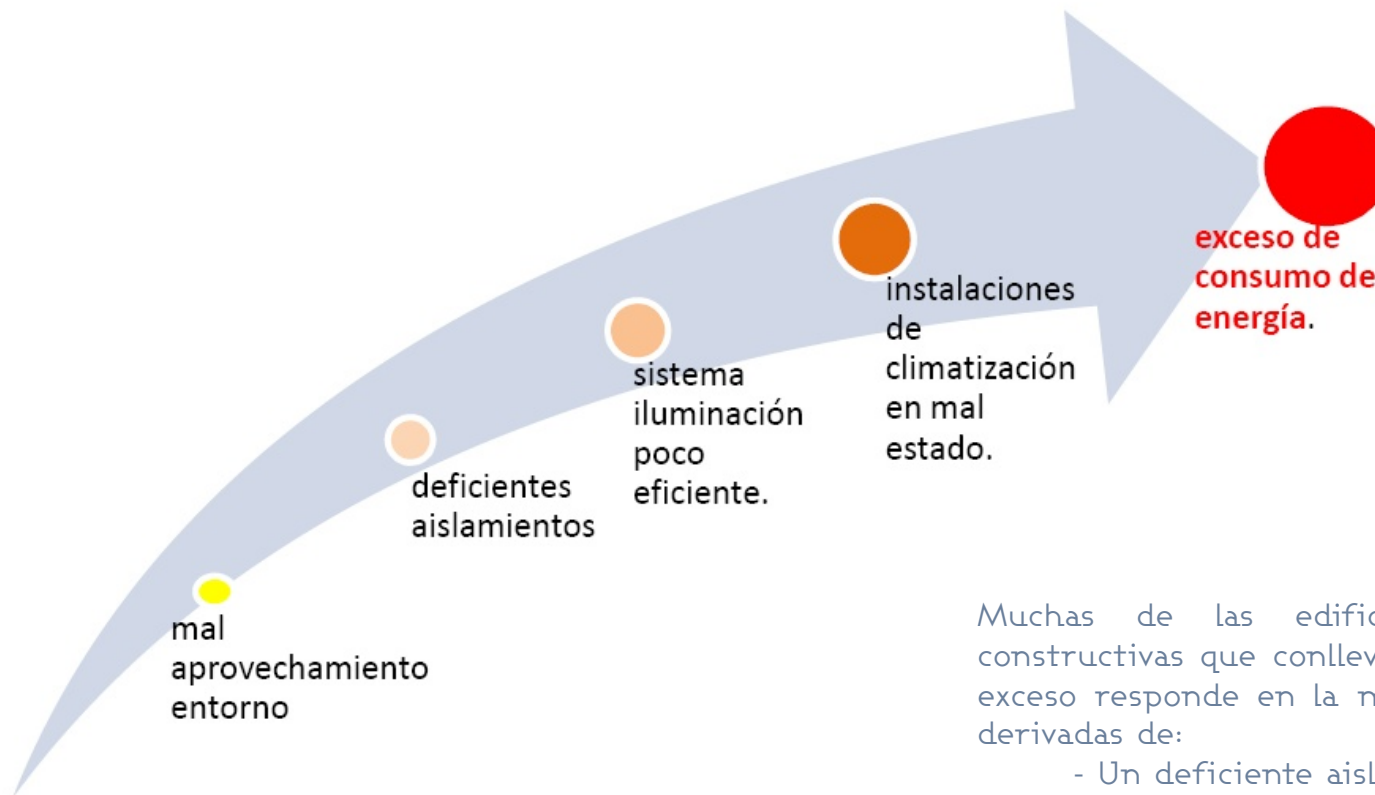 mal
aprovechamiento
entorno
deficientes
aislamientos
sistema
iluminación
poco
eficiente.
instalaciones
de
climatización
en mal
estado.
exceso de
consumo de
energía.
Muchas de las
constructivas que
exceso responde en la
derivadas de:
- Un deficiente